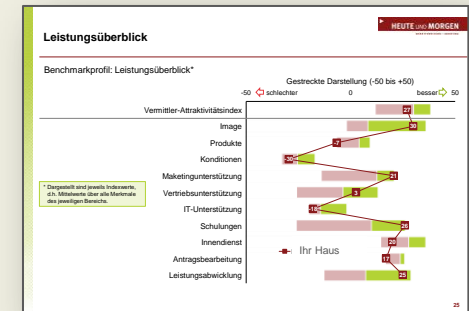 HEUTE UND MORGEN
Leistungsüberblick
Benchmarkprofil: Leistungsüberblick*
Gestreckte Darstellung (-50 bis +50)
-50 schlechter 0 besser 50
Vermittler-Attraktivitätsindex 27
Image 30
Produkte -7
Konditionen -30
Maketingunterstützung 21
* Dargestellt sind jeweils Indexwerte,
d.h. Mittelwerte über alle Merkmale
des jeweiligen Bereichs.
Vertriebsunterstützung 3
IT-Unterstützung -18
Schulungen 26
Innendienst 20
Ihr Haus
Antragsbearbeitung 17
Leistungsabwicklung 25
25